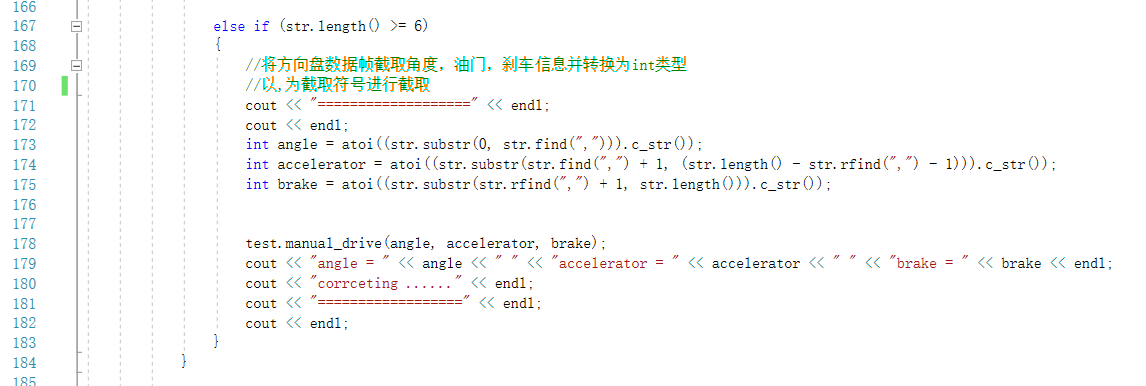 166
167 else if (str.length() >= 6)
168 {
169 //将方向盘数据帧截取角度，油门，刹车信息并转换为int类型
170 //以,为截取符号进行截取
171 cout << "===================" << endl;
172 cout << endl;
173 int angle = atoi((str.substr(0, str.find(","))).c_str());
174 int accelerator = atoi((str.substr(str.find(",") + 1, (str.length() - str.rfind(",") - 1))).c_str());
175 int brake = atoi((str.substr(str.rfind(",") + 1, str.length())).c_str());
176
177
178 test.manual_drive(angle, accelerator, brake);
179 cout << "angle = " << angle << " " << "accelerator = " << accelerator << " " << "brake = " << brake << endl;
180 cout << "corrceting ......" << endl;
181 cout << "==================" << endl;
182 cout << endl;
183 }
184 }
185